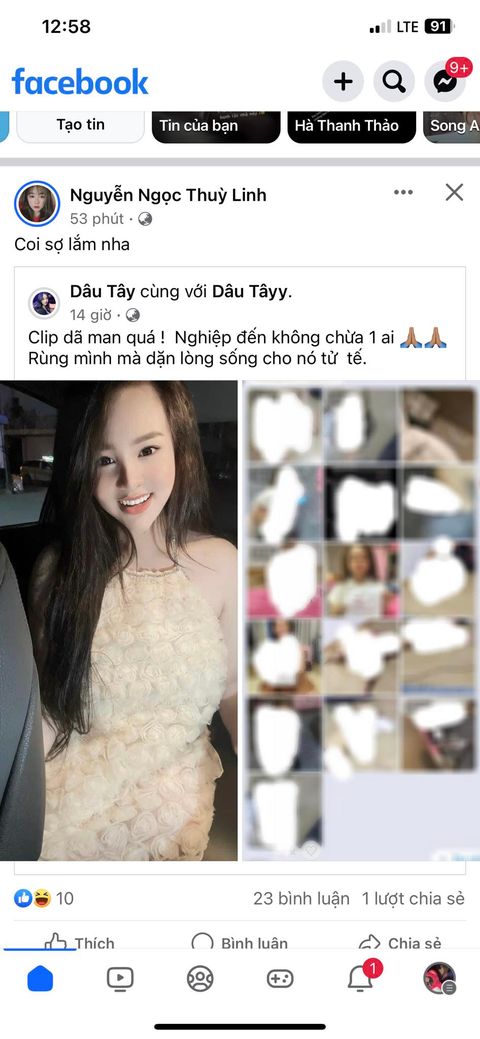 12:58
LTE 91
facebook
9+
Tạo tin
Tin của bạn
Hà Thanh Thảo
Song A
Nguyễn Ngọc Thuỳ Linh
53 phút ·
Coi sợ lắm nha
Dâu Tây cùng với Dâu Tâyy.
14 giờ ·
Clip dã man quá ! Nghiệp đến không chừa 1 ai 🙏🏽🙏🏽
Rùng mình mà dặn lòng sống cho nó tử tế.
10
23 bình luận 1 lượt chia sẻ
Thích
Bình luận
Chia sẻ
1